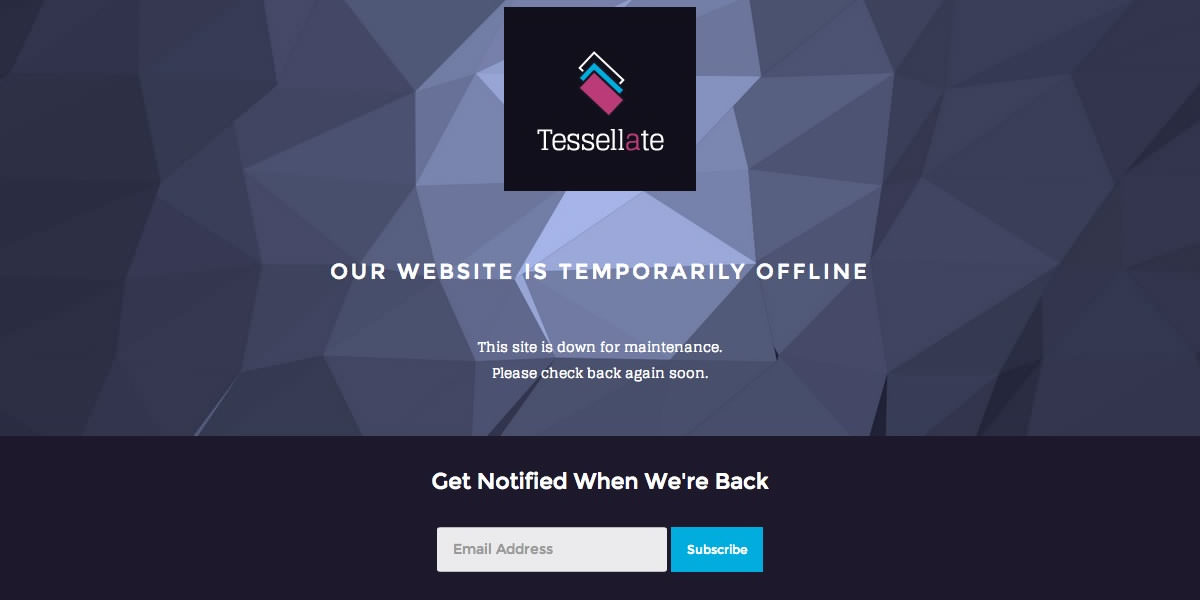 Tessellate
OUR WEBSITE IS TEMPORARILY OFFLINE
This site is down for maintenance.
Please check back again soon.
Get Notified When We're Back
Email Address
Subscribe